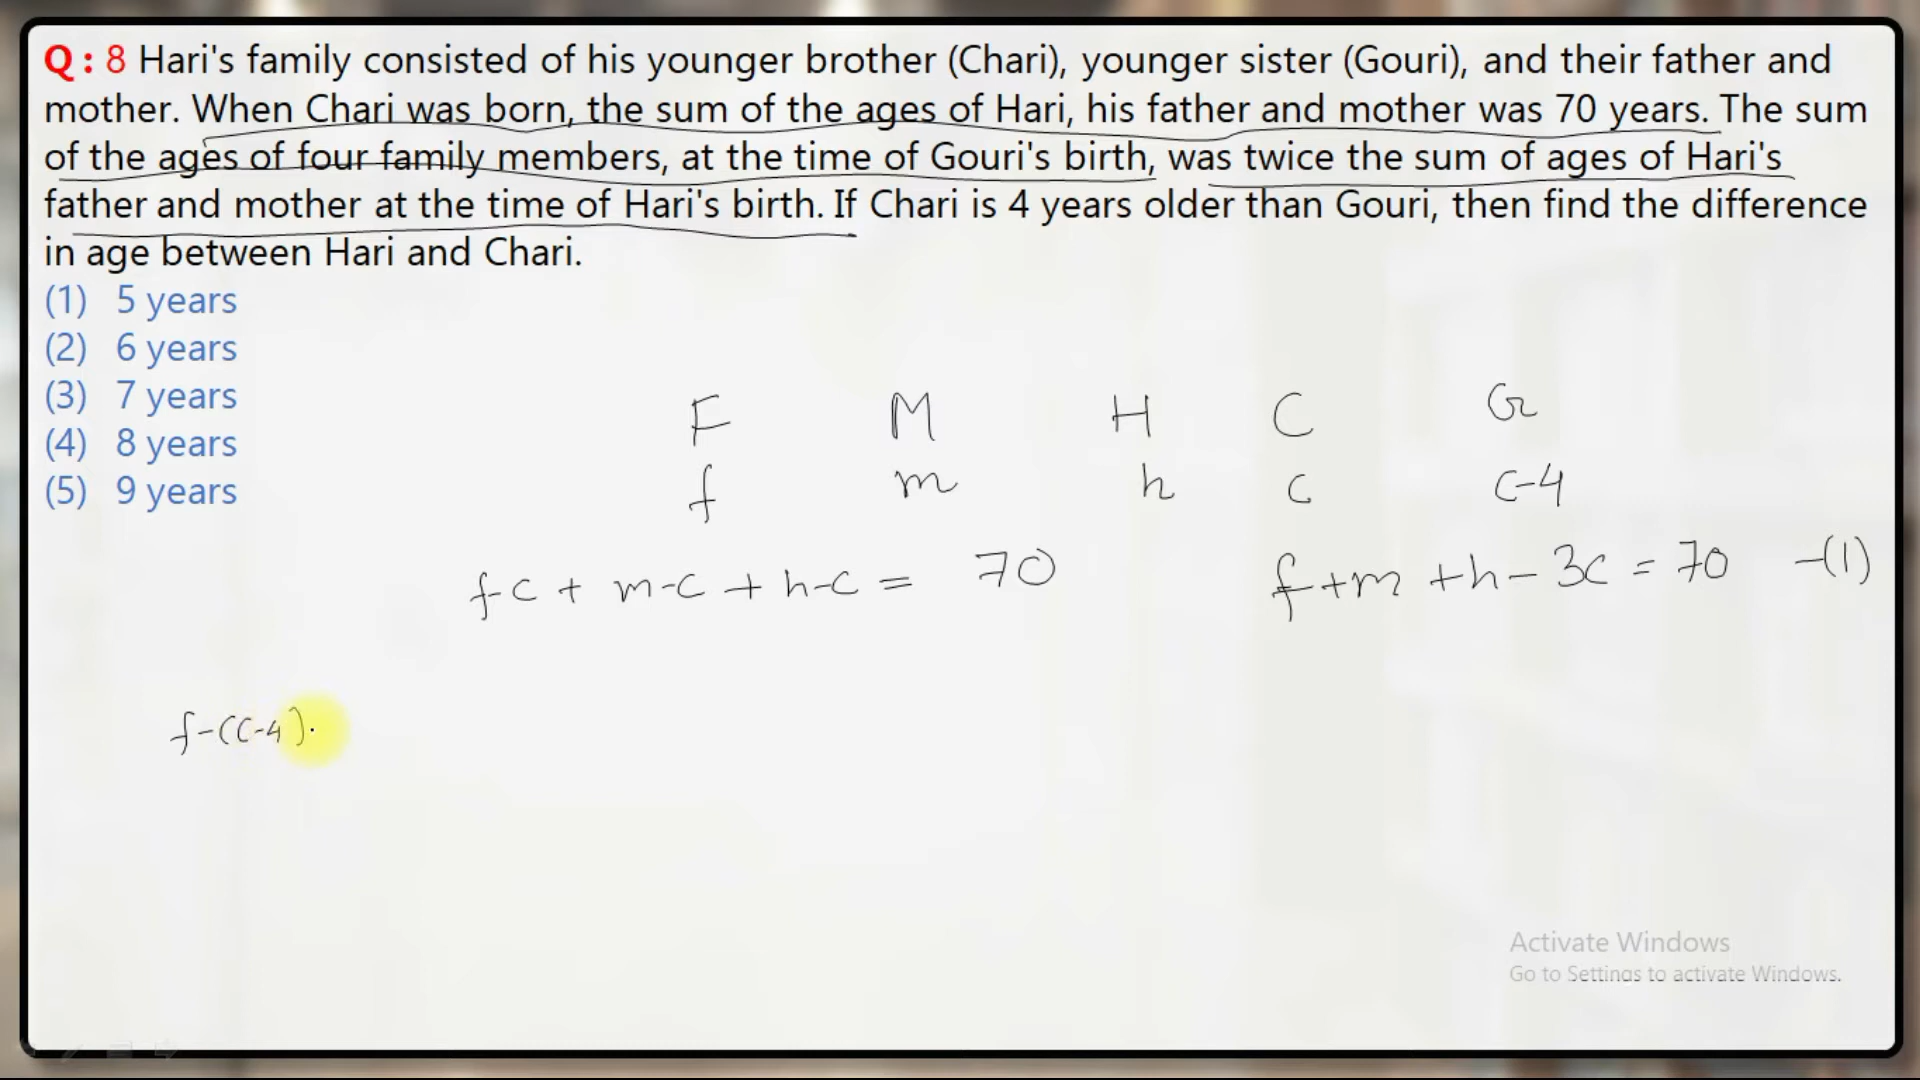 Q : 8 Hari's family consisted of his younger brother (Chari), younger sister (Gouri), and their father and
mother. When Chari was born, the sum of the ages of Hari, his father and mother was 70 years. The sum
of the ages of four family members, at the time of Gouri's birth, was twice the sum of ages of Hari's
father and mother at the time of Hari's birth. If Chari is 4 years older than Gouri, then find the difference
in age between Hari and Chari.
(1) 5 years
(2) 6 years
(3) 7 years
(4) 8 years
(5) 9 years
F M H C G
f m h c c-4
f-c + m-c + h-c = 70 f+m+h-3c = 70 -(1)
f-(c-4)
Activate Windows
Go to Settings to activate Windows.